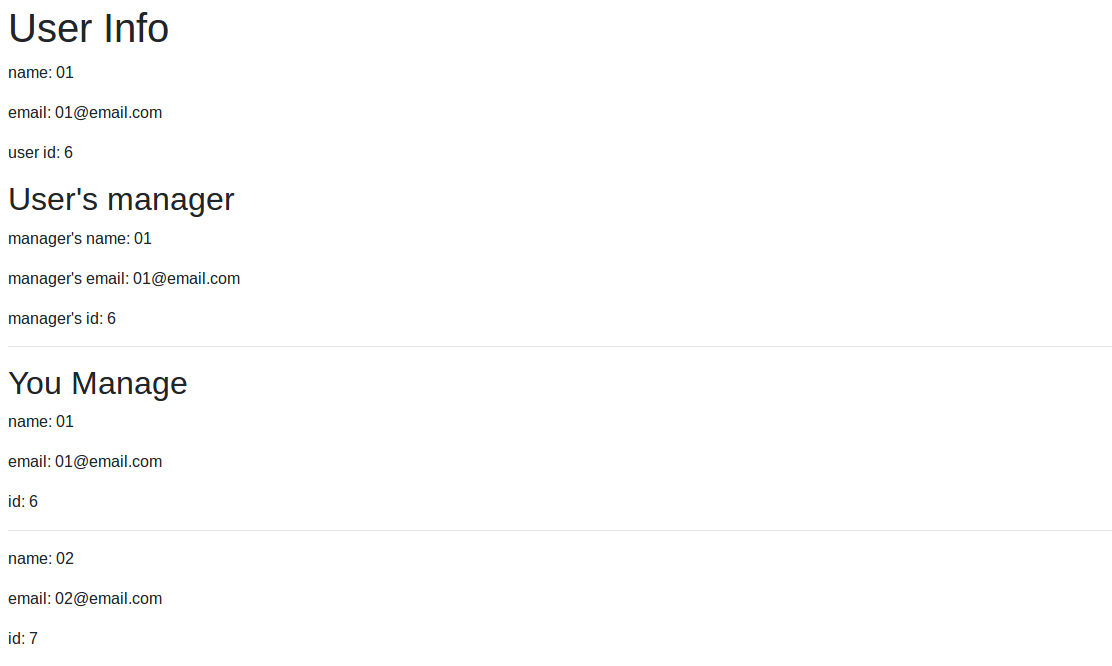 User Info
name: 01
email: 01@email.com
user id: 6
User's manager
manager's name: 01
manager's email: 01@email.com
manager's id: 6
You Manage
name: 01
email: 01@email.com
id: 6
name: 02
email: 02@email.com
id: 7